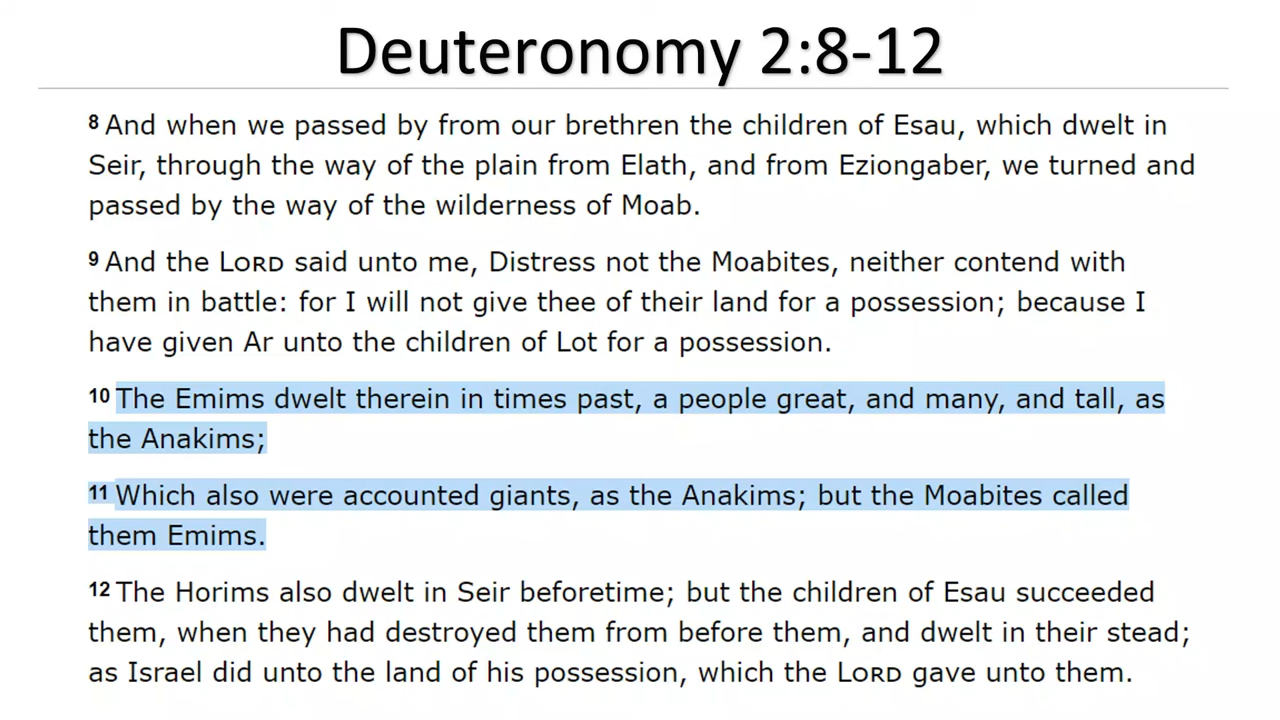 Deuteronomy 2:8-12
8 And when we passed by from our brethren the children of Esau, which dwelt in
Seir, through the way of the plain from Elath, and from Eziongaber, we turned and
passed by the way of the wilderness of Moab.
9 And the LORD said unto me, Distress not the Moabites, neither contend with
them in battle: for I will not give thee of their land for a possession; because I
have given Ar unto the children of Lot for a possession.
10 The Emims dwelt therein in times past, a people great, and many, and tall, as
the Anakims;
11 Which also were accounted giants, as the Anakims; but the Moabites called
them Emims.
12 The Horims also dwelt in Seir beforetime; but the children of Esau succeeded
them, when they had destroyed them from before them, and dwelt in their stead;
as Israel did unto the land of his possession, which the LORD gave unto them.